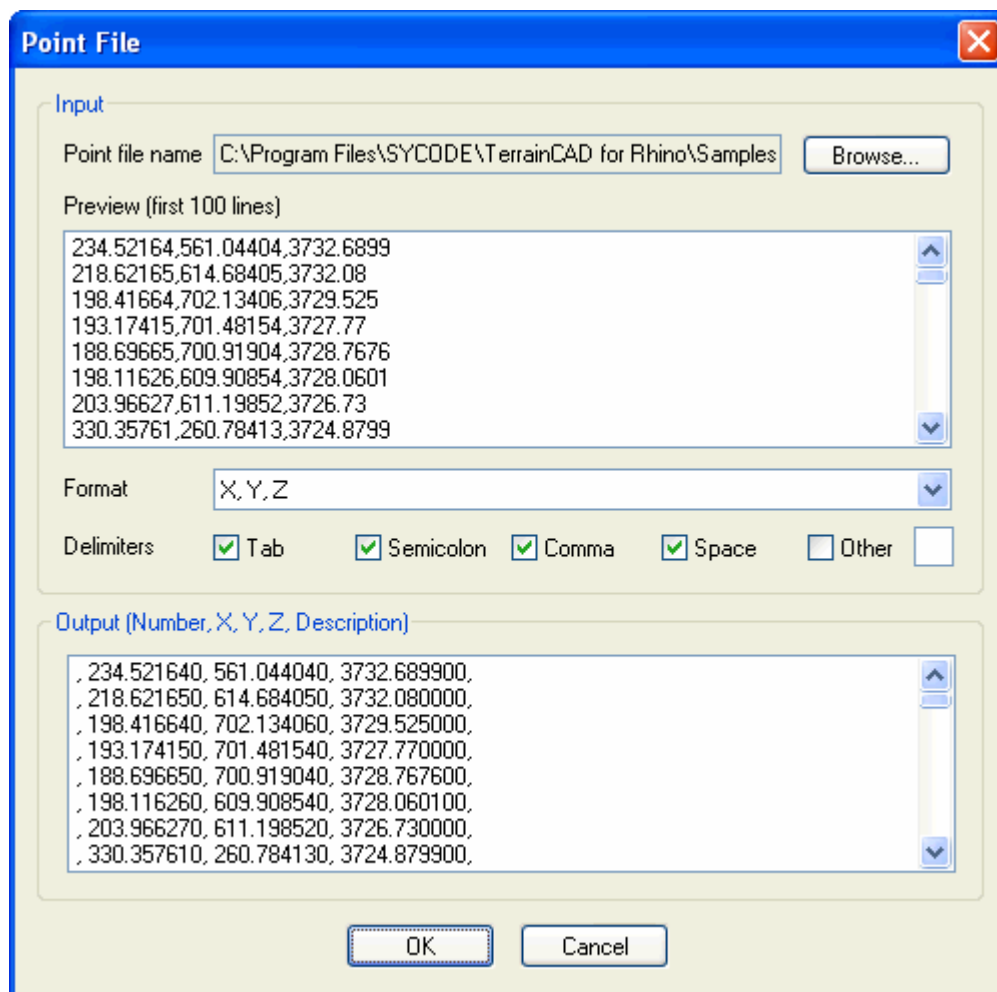 Point File
Input
Point file name C:\Program Files\SYCODE\TerrainCAD for Rhino\Samples Browse...
Preview (first 100 lines)
234.52164,561.04404,3732.6899
218.62165,614.68405,3732.08
198.41664,702.13406,3729.525
193.17415,701.48154,3727.77
188.69665,700.91904,3728.7676
198.11626,609.90854,3728.0601
203.96627,611.19852,3726.73
330.35761,260.78413,3724.8799
Format X, Y, Z
Delimiters Tab Semicolon Comma Space Other
Output (Number, X, Y, Z, Description)
, 234.521640, 561.044040, 3732.689900,
, 218.621650, 614.684050, 3732.080000,
, 198.416640, 702.134060, 3729.525000,
, 193.174150, 701.481540, 3727.770000,
, 188.696650, 700.919040, 3728.767600,
, 198.116260, 609.908540, 3728.060100,
, 203.966270, 611.198520, 3726.730000,
, 330.357610, 260.784130, 3724.879900,
OK Cancel